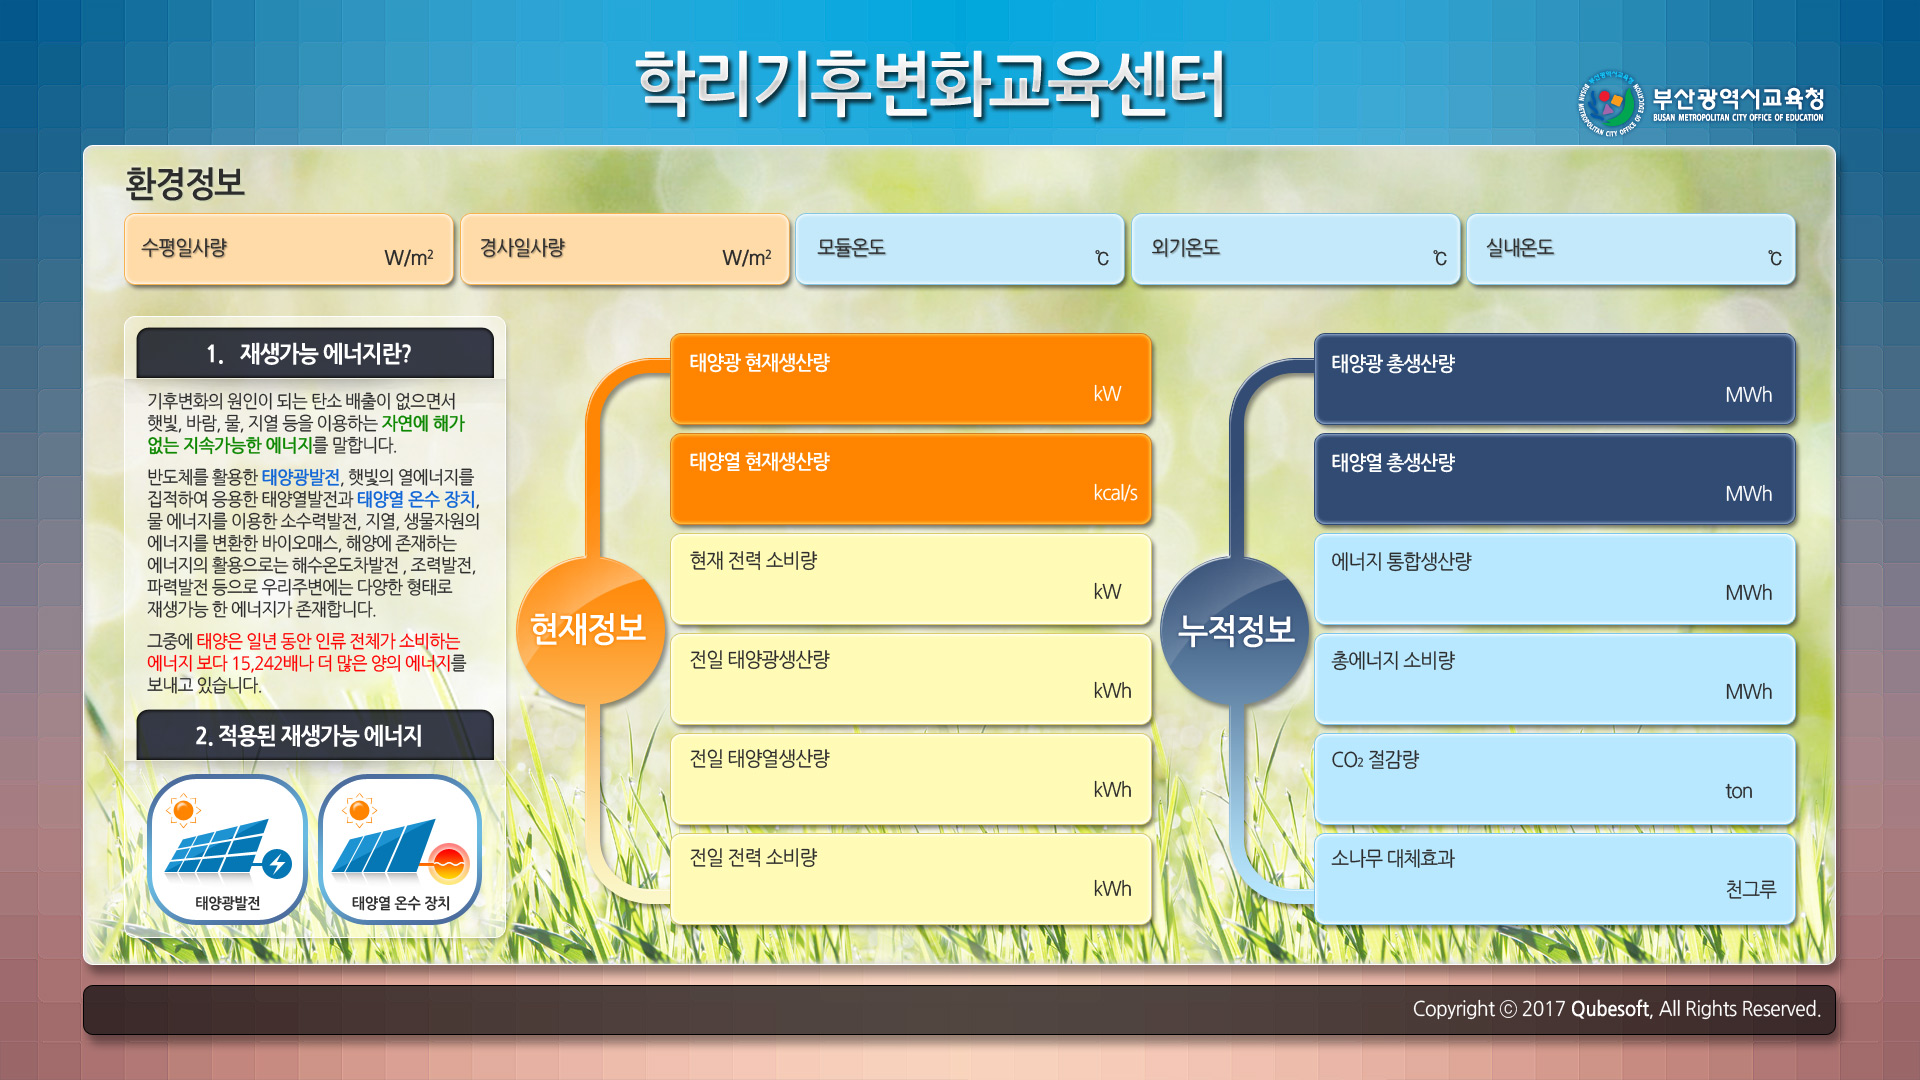 학리기후변화교육센터
부산광역시교육청
BUSAN METROPOLITAN CITY OFFICE OF EDUCATION
부산광역시교육청
BUSAN METROPOLITAN CITY OFFICE OF EDUCATION
환경정보
수평일사량 W/m²
경사일사량 W/m²
모듈온도 ℃
외기온도 ℃
실내온도 ℃
1. 재생가능 에너지란?
기후변화의 원인이 되는 탄소 배출이 없으면서
햇빛, 바람, 물, 지열 등을 이용하는 자연에 해가
없는 지속가능한 에너지를 말합니다.
반도체를 활용한 태양광발전, 햇빛의 열에너지를
집적하여 응용한 태양열발전과 태양열 온수 장치,
물 에너지를 이용한 소수력발전, 지열, 생물자원의
에너지를 변환한 바이오매스, 해양에 존재하는
에너지의 활용으로는 해수온도차발전 , 조력발전,
파력발전 등으로 우리주변에는 다양한 형태로
재생가능 한 에너지가 존재합니다.
그중에 태양은 일년 동안 인류 전체가 소비하는
에너지 보다 15,242배나 더 많은 양의 에너지를
보내고 있습니다.
2. 적용된 재생가능 에너지
태양광발전
태양열 온수 장치
현재정보
태양광 현재생산량
kW
태양열 현재생산량
kcal/s
현재 전력 소비량
kW
전일 태양광생산량
kWh
전일 태양열생산량
kWh
전일 전력 소비량
kWh
누적정보
태양광 총생산량
MWh
태양열 총생산량
MWh
에너지 통합생산량
MWh
총에너지 소비량
MWh
CO₂ 절감량
ton
소나무 대체효과
천그루
Copyright ⓒ 2017 Qubesoft, All Rights Reserved.